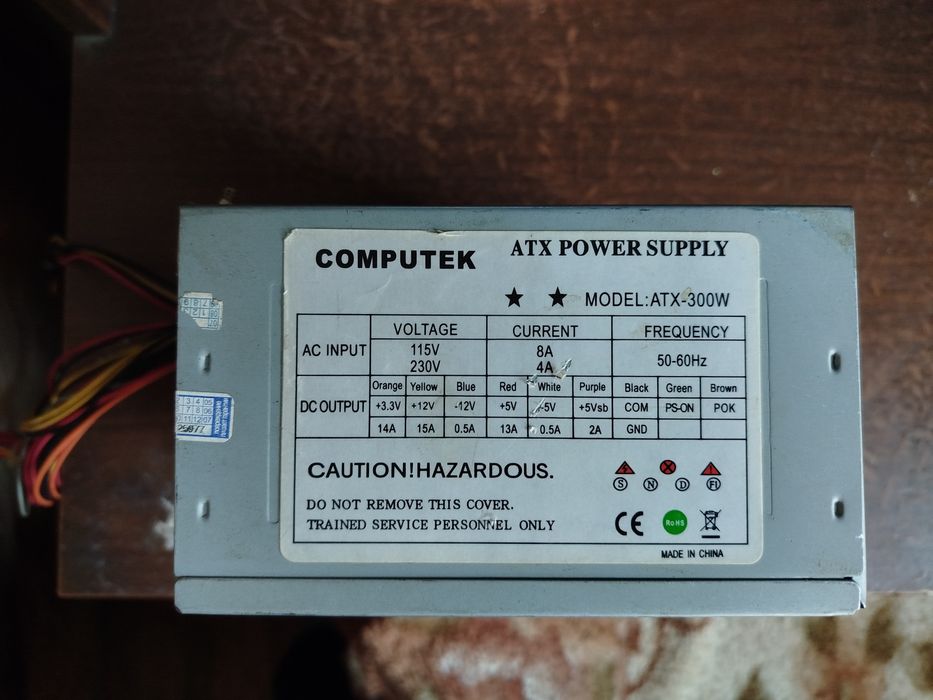 COMPUTEK
ATX POWER SUPPLY
★ ★ MODEL:ATX-300W
VOLTAGE CURRENT FREQUENCY
AC INPUT 115V 8A 50-60Hz
230V 4A
Orange Yellow Blue Red White Purple Black Green Brown
DC OUTPUT +3.3V +12V -12V +5V -5V +5Vsb COM PS-ON POK
14A 15A 0.5A 13A 0.5A 2A GND
CAUTION!HAZARDOUS.
DO NOT REMOVE THIS COVER.
TRAINED SERVICE PERSONNEL ONLY
S N D FI
CE RoHS
MADE IN CHINA